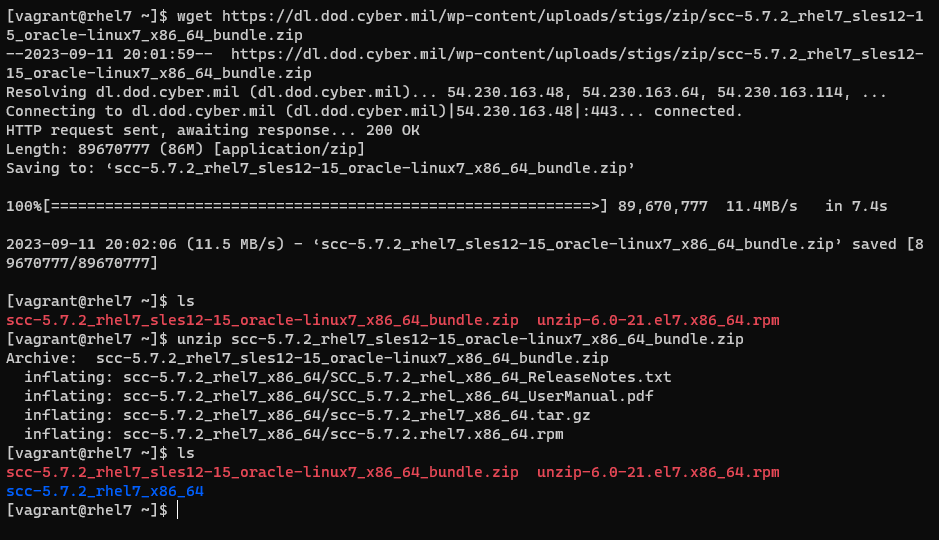 [vagrant@rhel7 ~]$ wget https://dl.dod.cyber.mil/wp-content/uploads/stigs/zip/scc-5.7.2_rhel7_sles12-1
5_oracle-linux7_x86_64_bundle.zip
--2023-09-11 20:01:59--  https://dl.dod.cyber.mil/wp-content/uploads/stigs/zip/scc-5.7.2_rhel7_sles12-
15_oracle-linux7_x86_64_bundle.zip
Resolving dl.dod.cyber.mil (dl.dod.cyber.mil)... 54.230.163.48, 54.230.163.64, 54.230.163.114, ...
Connecting to dl.dod.cyber.mil (dl.dod.cyber.mil)|54.230.163.48|:443... connected.
HTTP request sent, awaiting response... 200 OK
Length: 89670777 (86M) [application/zip]
Saving to: ‘scc-5.7.2_rhel7_sles12-15_oracle-linux7_x86_64_bundle.zip’
100%[============================================================>] 89,670,777  11.4MB/s   in 7.4s
2023-09-11 20:02:06 (11.5 MB/s) - ‘scc-5.7.2_rhel7_sles12-15_oracle-linux7_x86_64_bundle.zip’ saved [8
9670777/89670777]
[vagrant@rhel7 ~]$ ls
scc-5.7.2_rhel7_sles12-15_oracle-linux7_x86_64_bundle.zip  unzip-6.0-21.el7.x86_64.rpm
[vagrant@rhel7 ~]$ unzip scc-5.7.2_rhel7_sles12-15_oracle-linux7_x86_64_bundle.zip
Archive:  scc-5.7.2_rhel7_sles12-15_oracle-linux7_x86_64_bundle.zip
  inflating: scc-5.7.2_rhel7_x86_64/SCC_5.7.2_rhel_x86_64_ReleaseNotes.txt
  inflating: scc-5.7.2_rhel7_x86_64/SCC_5.7.2_rhel_x86_64_UserManual.pdf
  inflating: scc-5.7.2_rhel7_x86_64/scc-5.7.2_rhel7_x86_64.tar.gz
  inflating: scc-5.7.2_rhel7_x86_64/scc-5.7.2.rhel7.x86_64.rpm
[vagrant@rhel7 ~]$ ls
scc-5.7.2_rhel7_sles12-15_oracle-linux7_x86_64_bundle.zip  unzip-6.0-21.el7.x86_64.rpm
scc-5.7.2_rhel7_x86_64
[vagrant@rhel7 ~]$